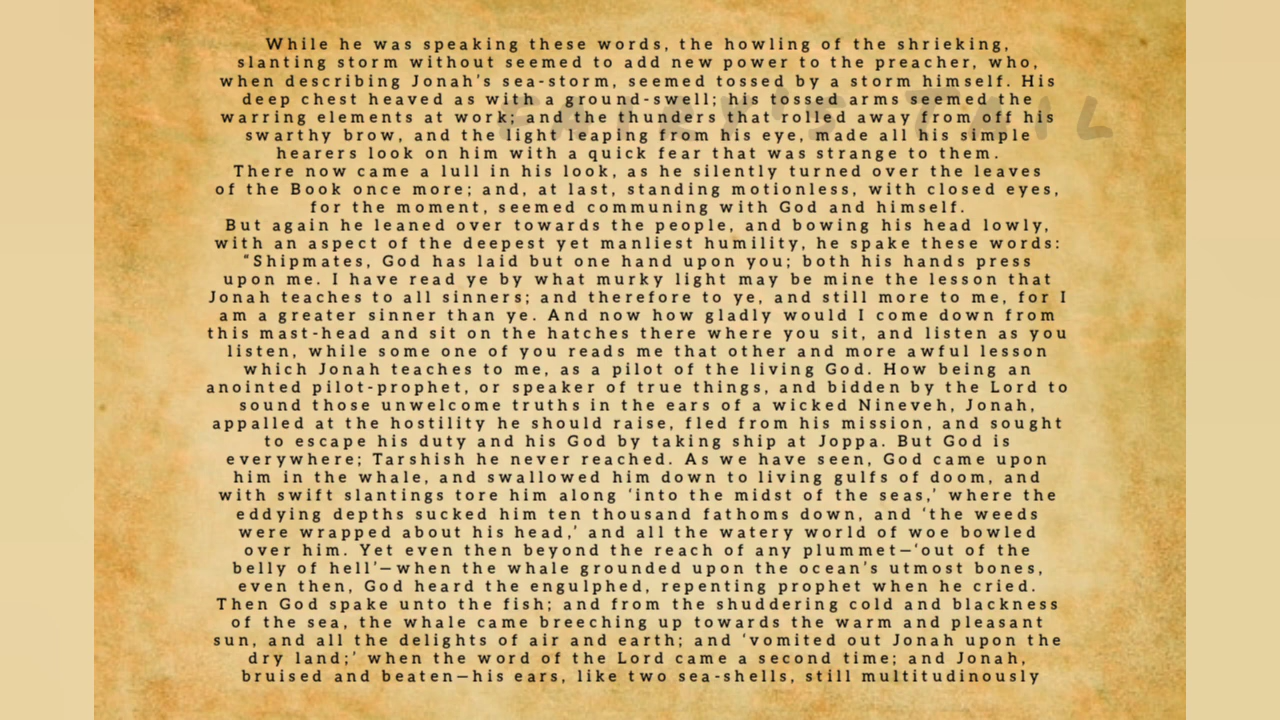 While he was speaking these words, the howling of the shrieking,
slanting storm without seemed to add new power to the preacher, who,
when describing Jonah's sea-storm, seemed tossed by a storm himself. His
deep chest heaved as with a ground-swell; his tossed arms seemed the
warring elements at work; and the thunders that rolled away from off his
swarthy brow, and the light leaping from his eye, made all his simple
hearers look on him with a quick fear that was strange to them.
There now came a lull in his look, as he silently turned over the leaves
of the Book once more; and, at last, standing motionless, with closed eyes,
for the moment, seemed communing with God and himself.
But again he leaned over towards the people, and bowing his head lowly,
with an aspect of the deepest yet manliest humility, he spake these words:
“Shipmates, God has laid but one hand upon you; both his hands press
upon me. I have read ye by what murky light may be mine the lesson that
Jonah teaches to all sinners; and therefore to ye, and still more to me, for I
am a greater sinner than ye. And now how gladly would I come down from
this mast-head and sit on the hatches there where you sit, and listen as you
listen, while some one of you reads me that other and more awful lesson
which Jonah teaches to me, as a pilot of the living God. How being an
anointed pilot-prophet, or speaker of true things, and bidden by the Lord to
sound those unwelcome truths in the ears of a wicked Nineveh, Jonah,
appalled at the hostility he should raise, fled from his mission, and sought
to escape his duty and his God by taking ship at Joppa. But God is
everywhere; Tarshish he never reached. As we have seen, God came upon
him in the whale, and swallowed him down to living gulfs of doom, and
with swift slantings tore him along ‘into the midst of the seas,’ where the
eddying depths sucked him ten thousand fathoms down, and ‘the weeds
were wrapped about his head,’ and all the watery world of woe bowled
over him. Yet even then beyond the reach of any plummet—‘out of the
belly of hell’—when the whale grounded upon the ocean’s utmost bones,
even then, God heard the engulphed, repenting prophet when he cried.
Then God spake unto the fish; and from the shuddering cold and blackness
of the sea, the whale came breeching up towards the warm and pleasant
sun, and all the delights of air and earth; and ‘vomited out Jonah upon the
dry land;’ when the word of the Lord came a second time; and Jonah,
bruised and beaten—his ears, like two sea-shells, still multitudinously